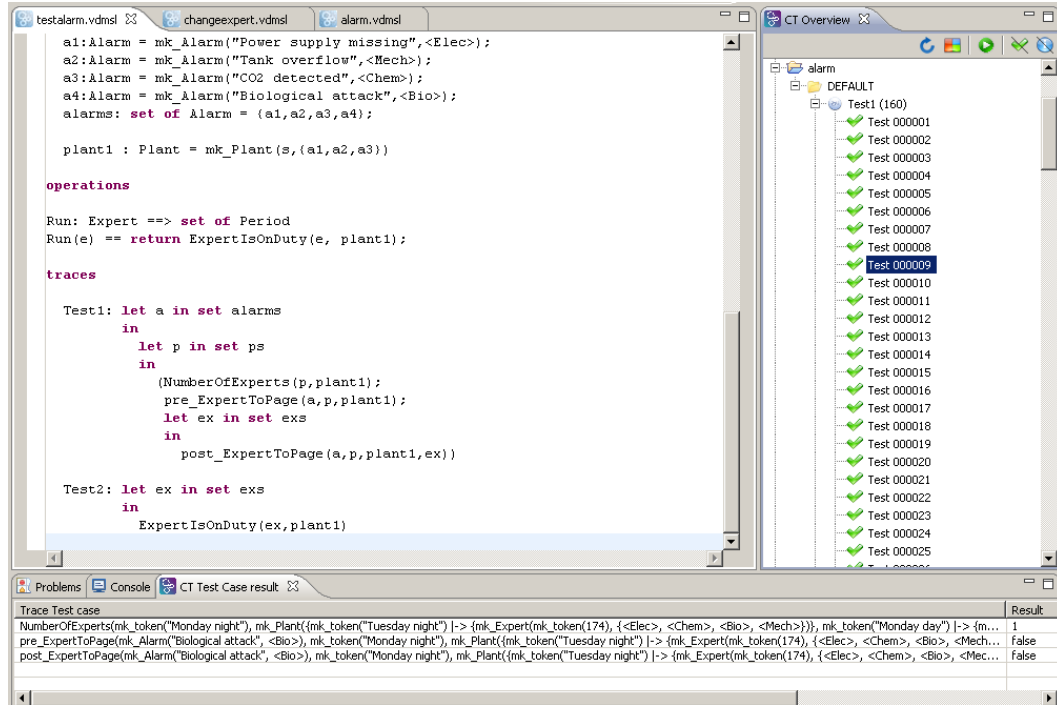 testalarm.vdmsl
changeexpert.vdmsl
alarm.vdmsl
a1:Alarm = mk_Alarm("Power supply missing",<Elec>);
a2:Alarm = mk_Alarm("Tank overflow",<Mech>);
a3:Alarm = mk_Alarm("CO2 detected",<Chem>);
a4:Alarm = mk_Alarm("Biological attack",<Bio>);
alarms: set of Alarm = {a1,a2,a3,a4};
plant1 : Plant = mk_Plant(s,{a1,a2,a3})
operations
Run: Expert ==> set of Period
Run(e) == return ExpertIsOnDuty(e, plant1);
traces
Test1: let a in set alarms
in
let p in set ps
in
(NumberOfExperts(p,plant1);
pre_ExpertToPage(a,p,plant1);
let ex in set exs
in
post_ExpertToPage(a,p,plant1,ex))
Test2: let ex in set exs
in
ExpertIsOnDuty(ex,plant1)
CT Overview
alarm
DEFAULT
Test1 (160)
Test 000001
Test 000002
Test 000003
Test 000004
Test 000005
Test 000006
Test 000007
Test 000008
Test 000009
Test 000010
Test 000011
Test 000012
Test 000013
Test 000014
Test 000015
Test 000016
Test 000017
Test 000018
Test 000019
Test 000020
Test 000021
Test 000022
Test 000023
Test 000024
Test 000025
Problems
Console
CT Test Case result
Trace Test case Result
NumberOfExperts(mk_token("Monday night"), mk_Plant({mk_token("Tuesday night") |-> {mk_Expert(mk_token(174), {<Elec>, <Chem>, <Bio>, <Mech>})}, mk_token("Monday day") |-> {m... 1
pre_ExpertToPage(mk_Alarm("Biological attack", <Bio>), mk_token("Monday night"), mk_Plant({mk_token("Tuesday night") |-> {mk_Expert(mk_token(174), {<Elec>, <Chem>, <Bio>, <Mech... false
post_ExpertToPage(mk_Alarm("Biological attack", <Bio>), mk_token("Monday night"), mk_Plant({mk_token("Tuesday night") |-> {mk_Expert(mk_token(174), {<Elec>, <Chem>, <Bio>, <Mec... false